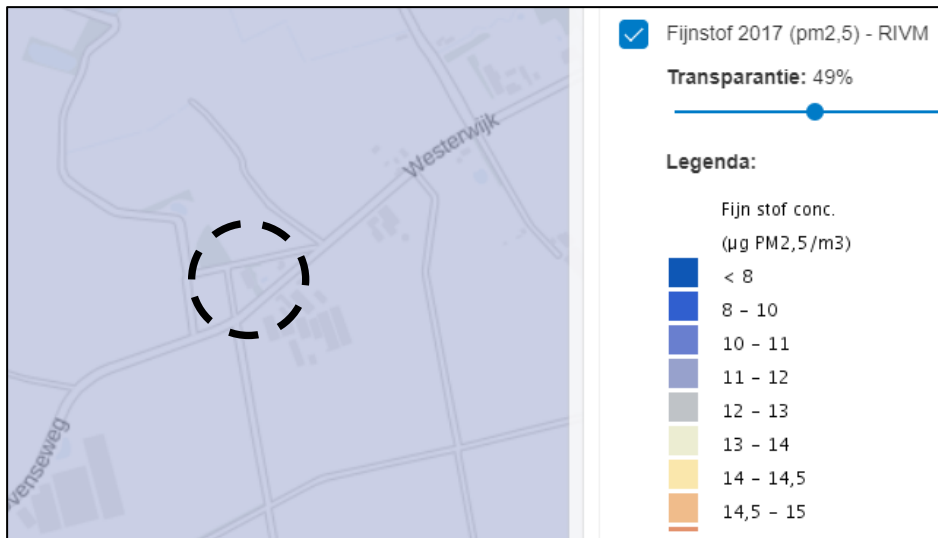 Westerwijk
venseweg
Fijnstof 2017 (pm2,5) - RIVM
Transparantie: 49%
Legenda:
Fijn stof conc.
(µg PM2,5/m3)
< 8
8 – 10
10 – 11
11 – 12
12 – 13
13 – 14
14 – 14,5
14,5 – 15